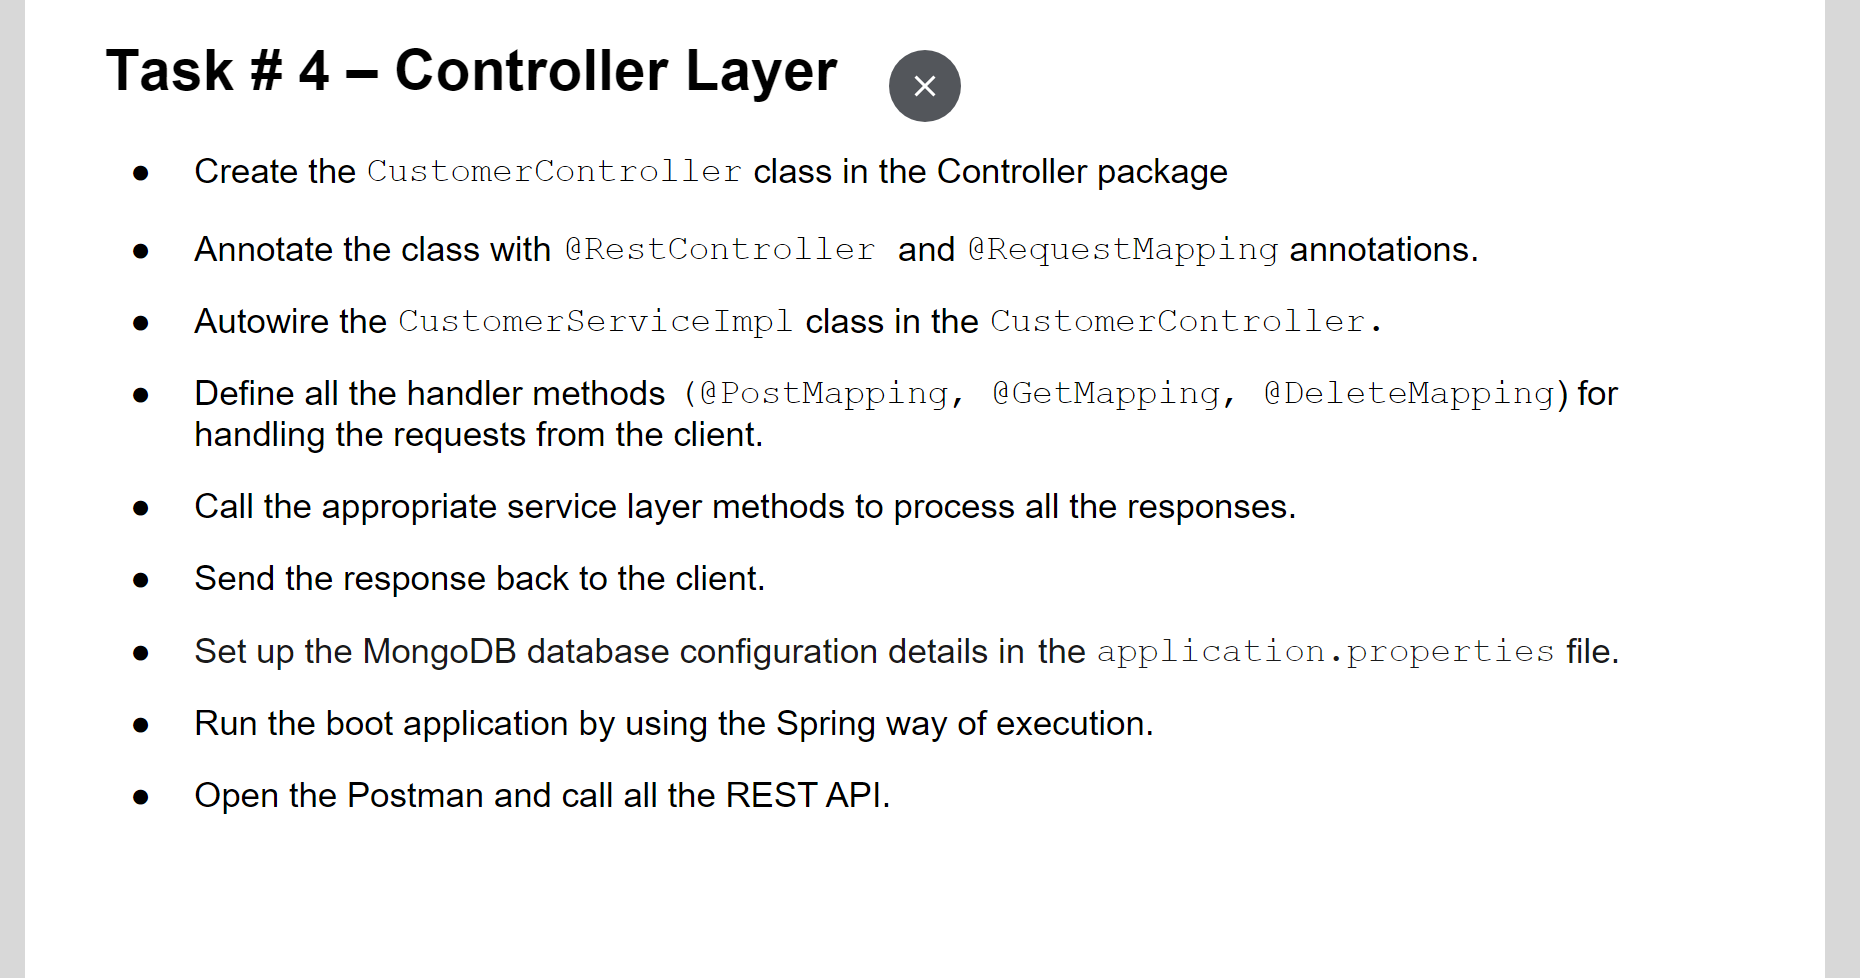 Task # 4 – Controller Layer
● Create the CustomerController class in the Controller package
● Annotate the class with @RestController and @RequestMapping annotations.
● Autowire the CustomerServiceImpl class in the CustomerController.
● Define all the handler methods (@PostMapping, @GetMapping, @DeleteMapping) for
handling the requests from the client.
● Call the appropriate service layer methods to process all the responses.
● Send the response back to the client.
● Set up the MongoDB database configuration details in the application.properties file.
● Run the boot application by using the Spring way of execution.
● Open the Postman and call all the REST API.